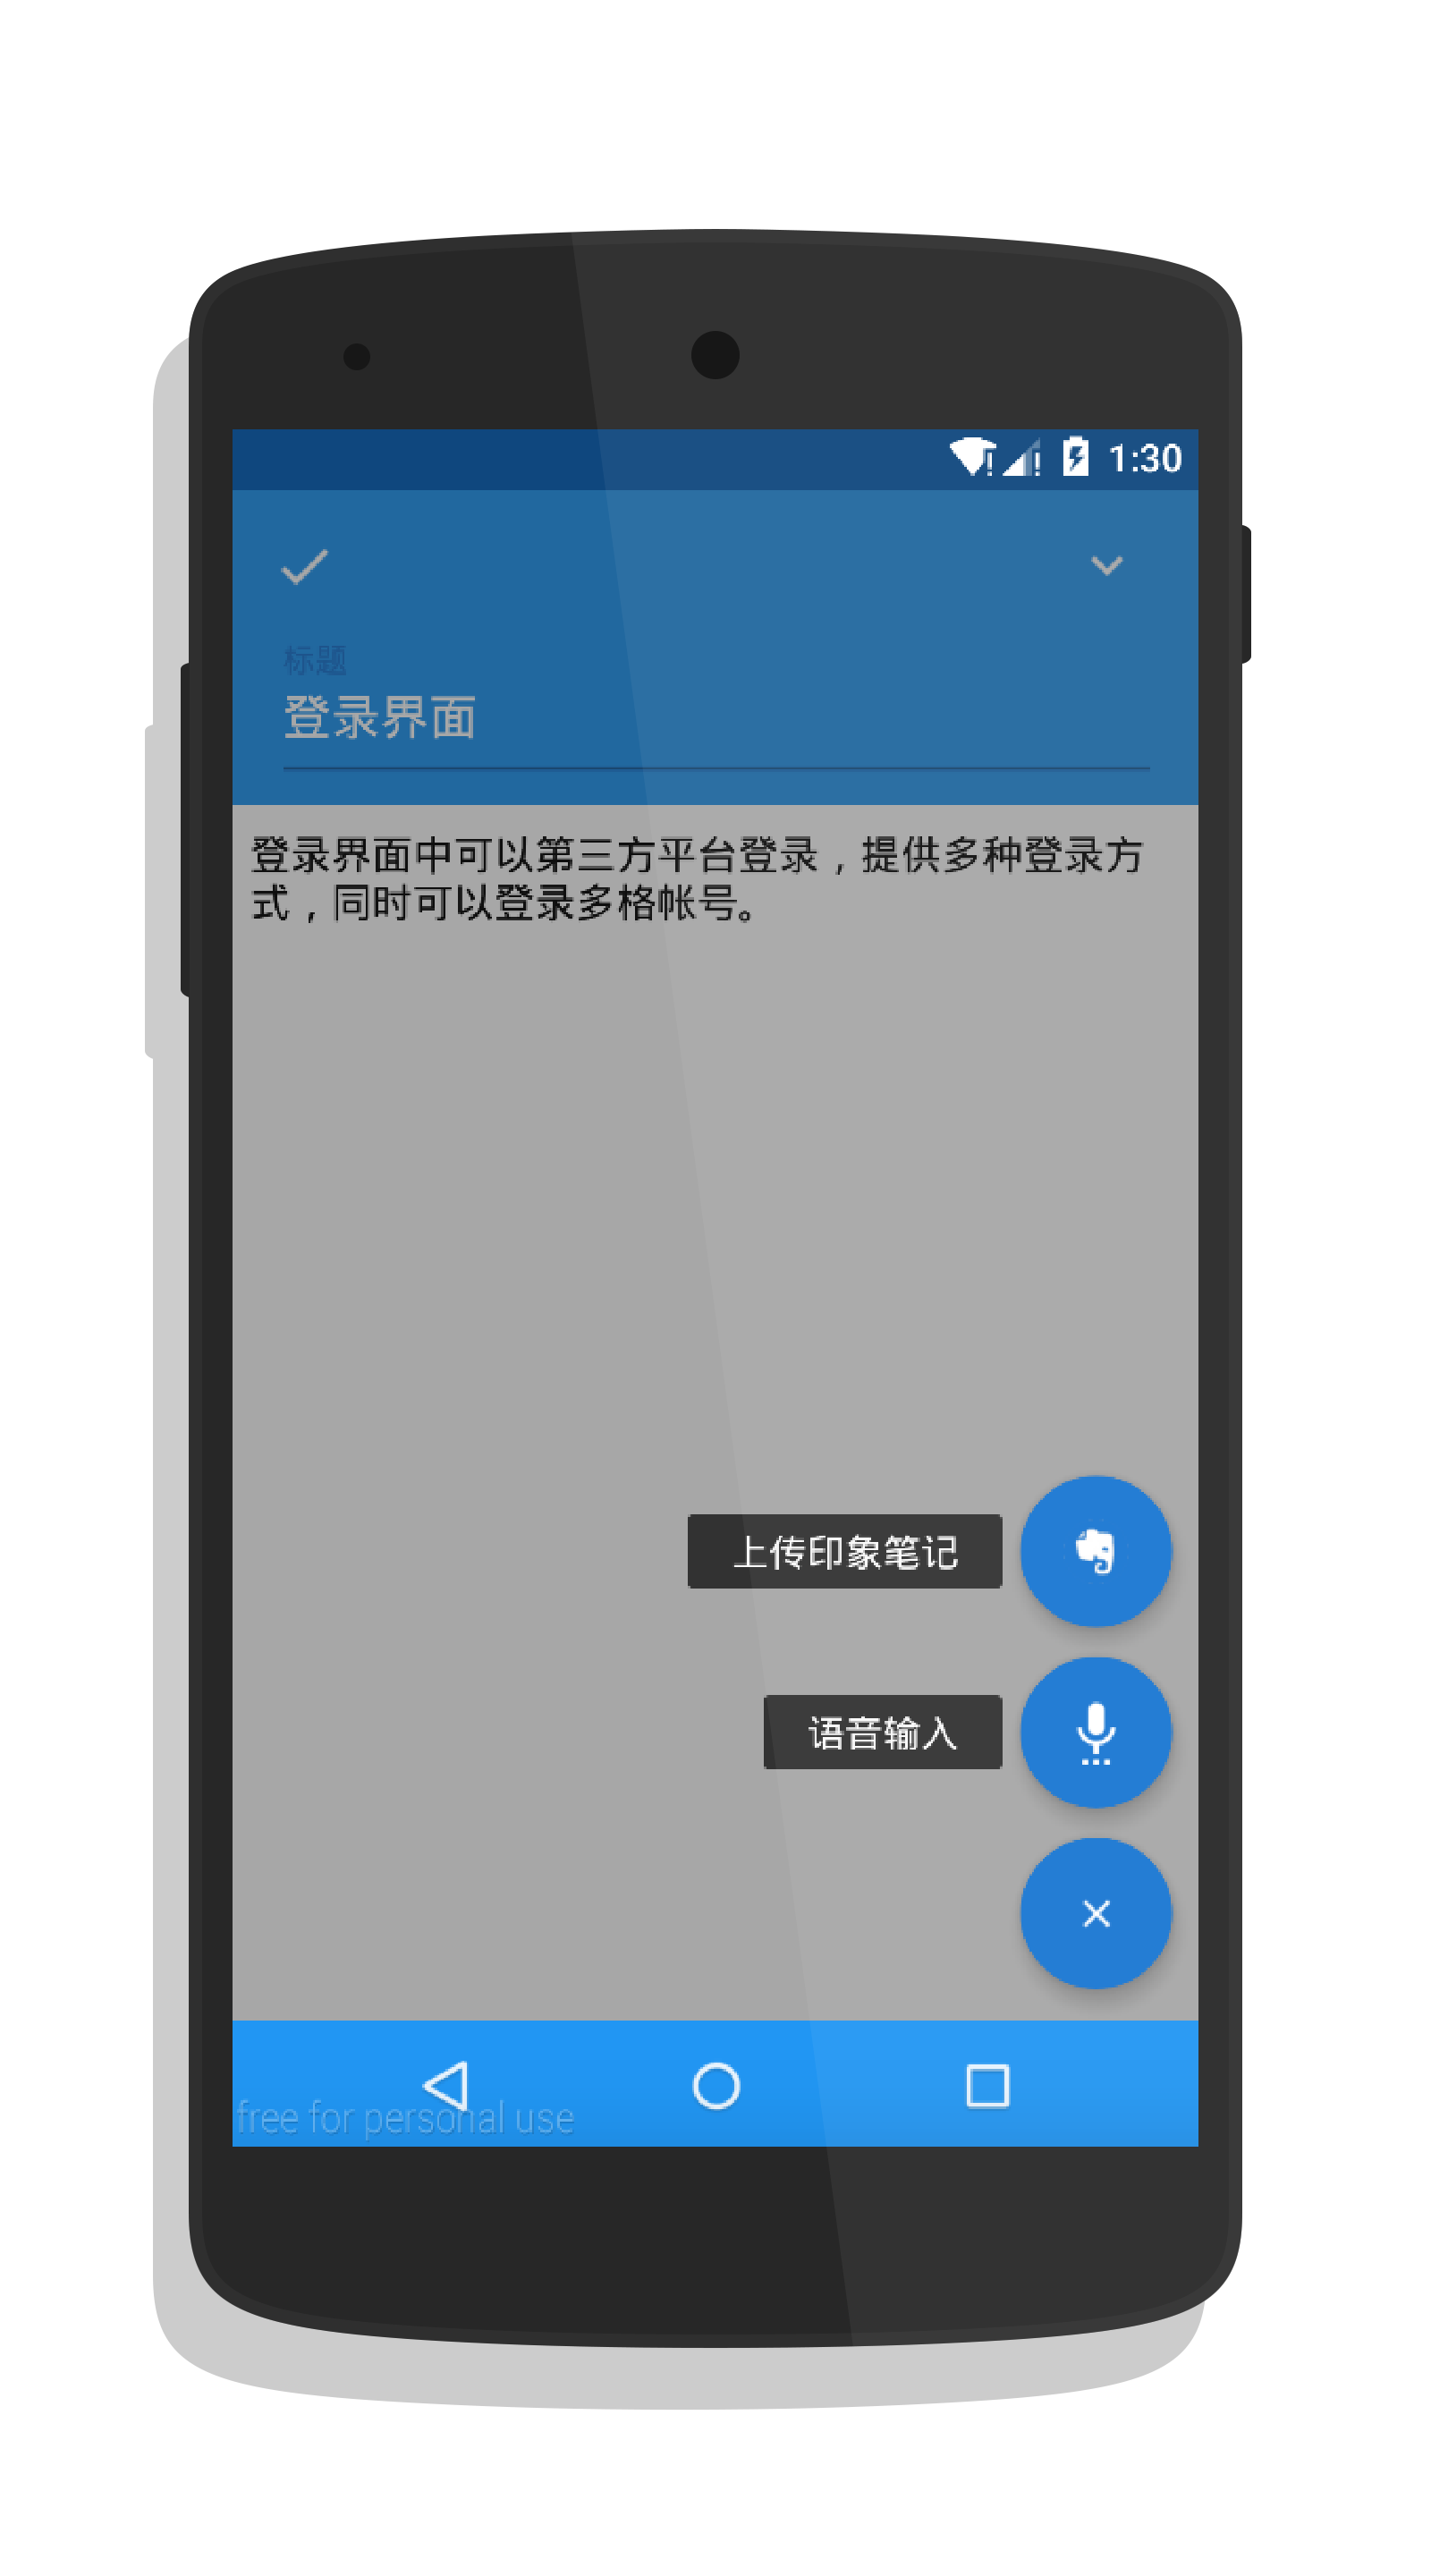 1:30
标题
登录界面
登录界面中可以第三方平台登录，提供多种登录方
式，同时可以登录多格帐号。
上传印象笔记
语音输入
free for personal use